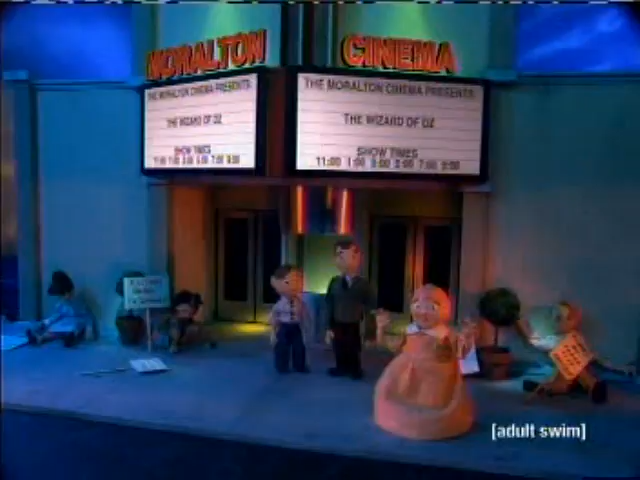 MORALTON
CINEMA
THE MORALTON CINEMA PRESENTS
THE WIZARD OF OZ
SHOW TIMES
THE MORALTON CINEMA PRESENTS
THE WIZARD OF OZ
SHOW TIMES
11:00 1:00 3:00 5:00 7:00 9:00
[adult swim]